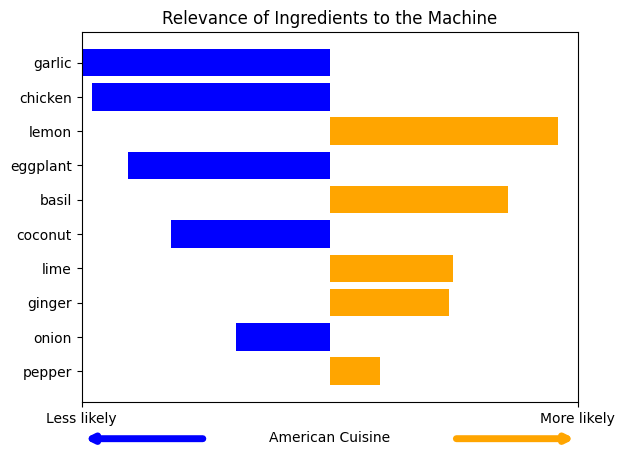 Relevance of Ingredients to the Machine
garlic
chicken
lemon
eggplant
basil
coconut
lime
ginger
onion
pepper
Less likely
More likely
American Cuisine